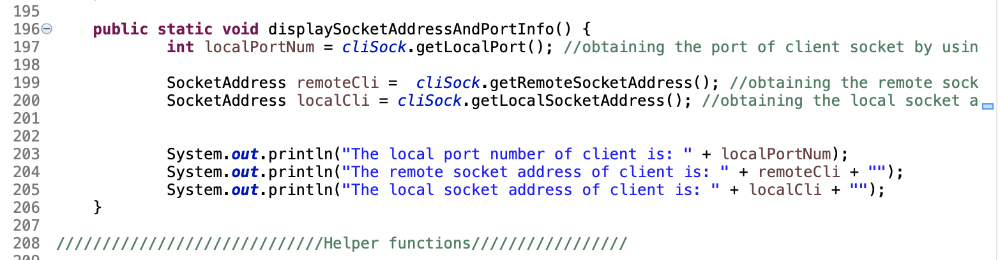 195
196 public static void displaySocketAddressAndPortInfo() {
197 int localPortNum = cliSock.getLocalPort(); //obtaining the port of client socket by usin
198
199 SocketAddress remoteCli =  cliSock.getRemoteSocketAddress(); //obtaining the remote sock
200 SocketAddress localCli = cliSock.getLocalSocketAddress(); //obtaining the local socket a
201
202
203 System.out.println("The local port number of client is: " + localPortNum);
204 System.out.println("The remote socket address of client is: " + remoteCli + "");
205 System.out.println("The local socket address of client is: " + localCli + "");
206 }
207
208 /////////////////////////////Helper functions/////////////////
209